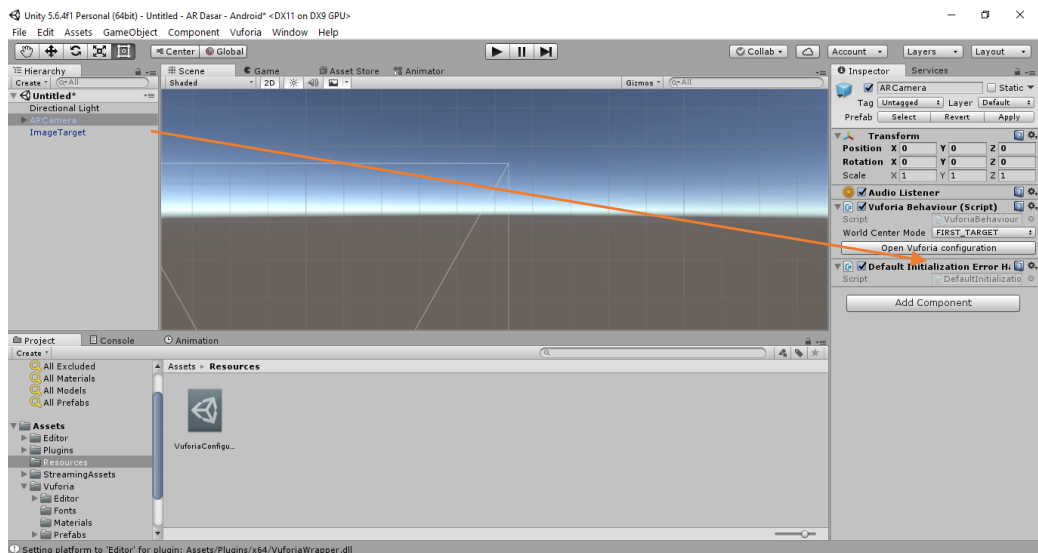 Unity 5.6.4f1 Personal (64bit) - Untitled - AR Dasar - Android* <DX11 on DX9 GPU>
File Edit Assets GameObject Component Vuforia Window Help
Center Global Collab Account Layers Layout
Hierarchy
Create All
Untitled*
Directional Light
ARCamera
ImageTarget
Scene Game Asset Store Animator
Shaded 2D Gizmos All
Inspector Services
ARCamera Static
Tag Untagged Layer Default
Prefab Select Revert Apply
Transform
Position X 0 Y 0 Z 0
Rotation X 0 Y 0 Z 0
Scale X 1 Y 1 Z 1
Audio Listener
Vuforia Behaviour (Script)
Script VuforiaBehaviour
World Center Mode FIRST_TARGET
Open Vuforia configuration
Default Initialization Error H
Script DefaultInitializatio
Add Component
Project Console Animation
Create
All Excluded
All Materials
All Models
All Prefabs
Assets
Editor
Plugins
Resources
StreamingAssets
Vuforia
Editor
Fonts
Materials
Prefabs
Assets Resources
VuforiaConfigu...
Setting platform to 'Editor' for plugin: Assets/Plugins/x64/VuforiaWrapper.dll